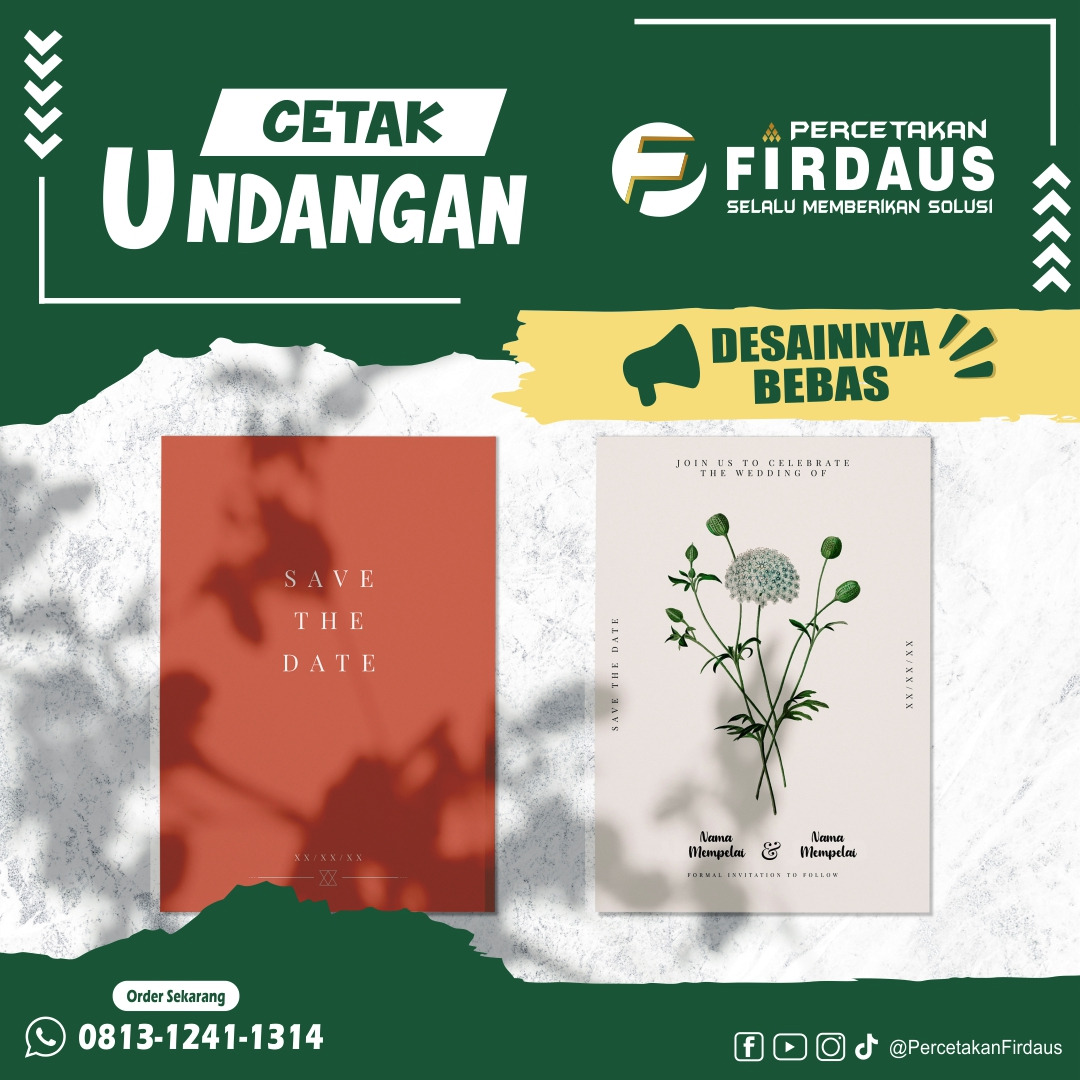 CETAK
UNDANGAN
PERCETAKAN
FIRDAUS
SELALU MEMBERIKAN SOLUSI
DESAINNYA
BEBAS
SAVE
THE
DATE
XX/XX/XX
JOIN US TO CELEBRATE
THE WEDDING OF
SAVE THE DATE
XX/XX/XX
Nama
Mempelai
&
Nama
Mempelai
FORMAL INVITATION TO FOLLOW
Order Sekarang
0813-1241-1314
@PercetakanFirdaus